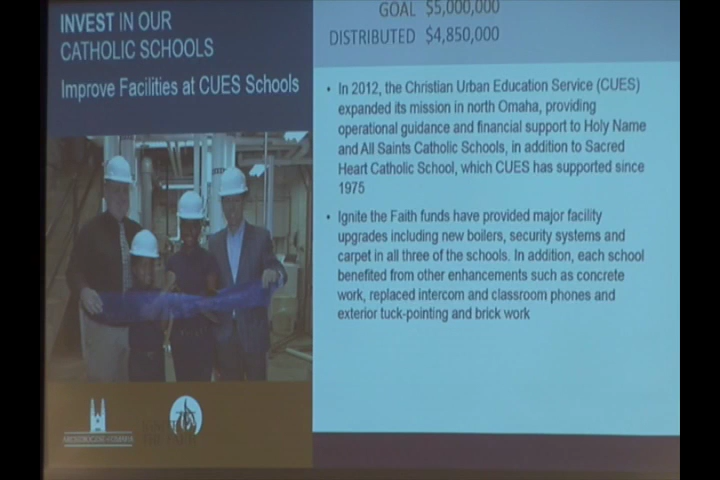 INVEST IN OUR
CATHOLIC SCHOOLS
Improve Facilities at CUES Schools
GOAL $5,000,000
DISTRIBUTED $4,850,000
• In 2012, the Christian Urban Education Service (CUES)
expanded its mission in north Omaha, providing
operational guidance and financial support to Holy Name
and All Saints Catholic Schools, in addition to Sacred
Heart Catholic School, which CUES has supported since
1975
• Ignite the Faith funds have provided major facility
upgrades including new boilers, security systems and
carpet in all three of the schools. In addition, each school
benefited from other enhancements such as concrete
work, replaced intercom and classroom phones and
exterior tuck-pointing and brick work
ARCHDIOCESE of OMAHA